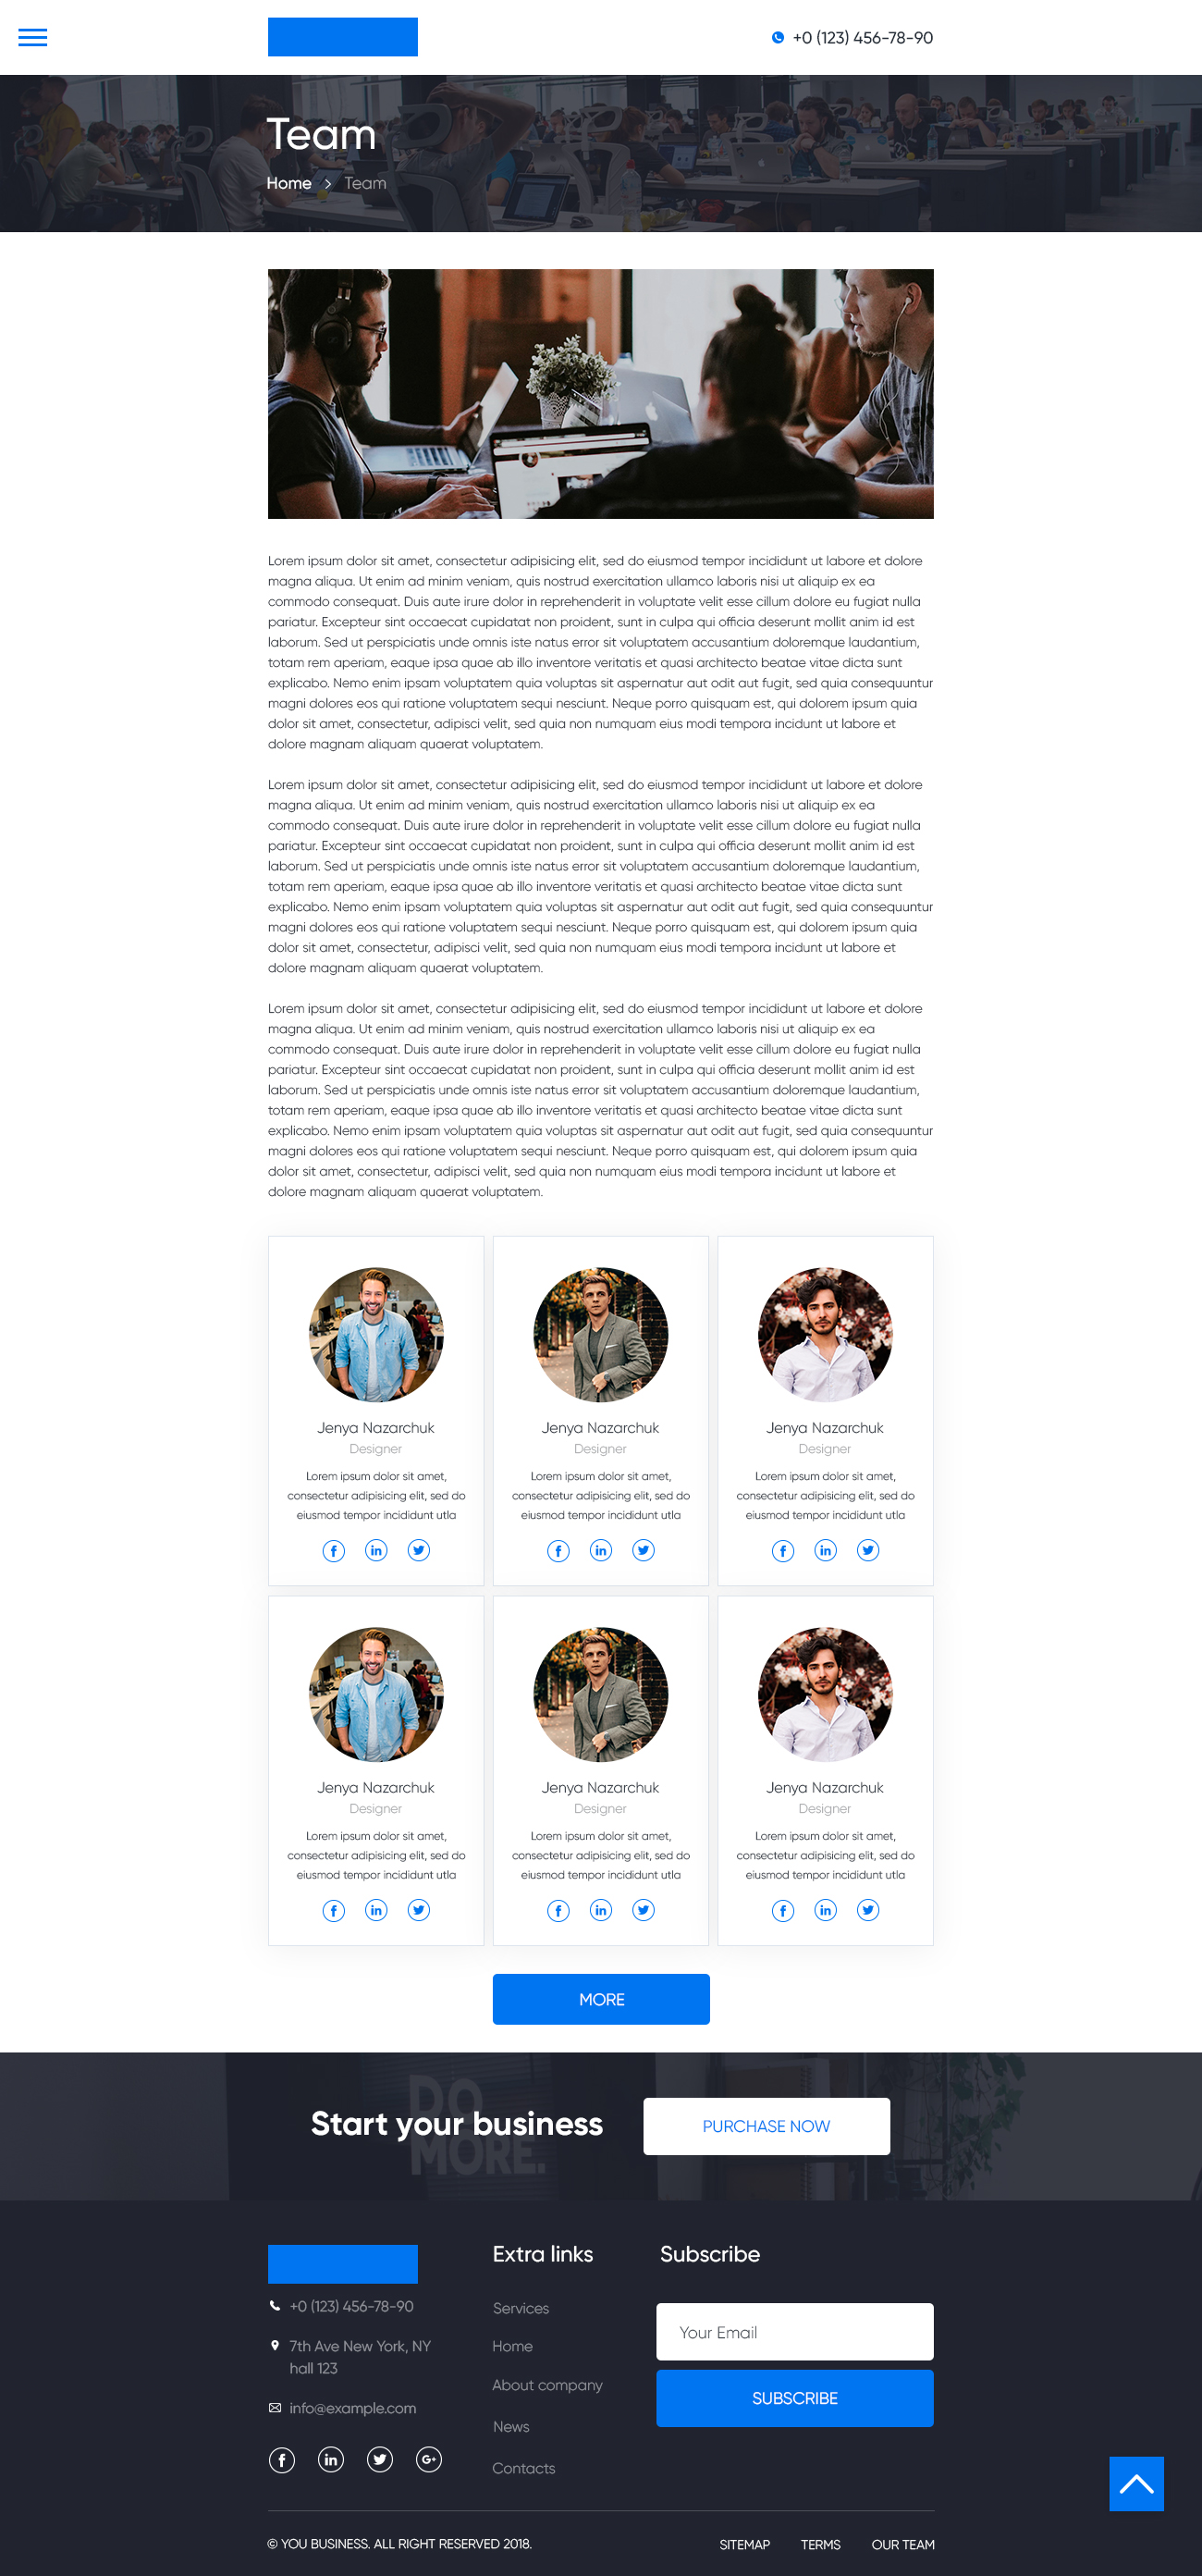 +0 (123) 456-78-90
Team
Home > Team
Lorem ipsum dolor sit amet, consectetur adipisicing elit, sed do eiusmod tempor incididunt ut labore et dolore
magna aliqua. Ut enim ad minim veniam, quis nostrud exercitation ullamco laboris nisi ut aliquip ex ea
commodo consequat. Duis aute irure dolor in reprehenderit in voluptate velit esse cillum dolore eu fugiat nulla
pariatur. Excepteur sint occaecat cupidatat non proident, sunt in culpa qui officia deserunt mollit anim id est
laborum. Sed ut perspiciatis unde omnis iste natus error sit voluptatem accusantium doloremque laudantium,
totam rem aperiam, eaque ipsa quae ab illo inventore veritatis et quasi architecto beatae vitae dicta sunt
explicabo. Nemo enim ipsam voluptatem quia voluptas sit aspernatur aut odit aut fugit, sed quia consequuntur
magni dolores eos qui ratione voluptatem sequi nesciunt. Neque porro quisquam est, qui dolorem ipsum quia
dolor sit amet, consectetur, adipisci velit, sed quia non numquam eius modi tempora incidunt ut labore et
dolore magnam aliquam quaerat voluptatem.
Lorem ipsum dolor sit amet, consectetur adipisicing elit, sed do eiusmod tempor incididunt ut labore et dolore
magna aliqua. Ut enim ad minim veniam, quis nostrud exercitation ullamco laboris nisi ut aliquip ex ea
commodo consequat. Duis aute irure dolor in reprehenderit in voluptate velit esse cillum dolore eu fugiat nulla
pariatur. Excepteur sint occaecat cupidatat non proident, sunt in culpa qui officia deserunt mollit anim id est
laborum. Sed ut perspiciatis unde omnis iste natus error sit voluptatem accusantium doloremque laudantium,
totam rem aperiam, eaque ipsa quae ab illo inventore veritatis et quasi architecto beatae vitae dicta sunt
explicabo. Nemo enim ipsam voluptatem quia voluptas sit aspernatur aut odit aut fugit, sed quia consequuntur
magni dolores eos qui ratione voluptatem sequi nesciunt. Neque porro quisquam est, qui dolorem ipsum quia
dolor sit amet, consectetur, adipisci velit, sed quia non numquam eius modi tempora incidunt ut labore et
dolore magnam aliquam quaerat voluptatem.
Lorem ipsum dolor sit amet, consectetur adipisicing elit, sed do eiusmod tempor incididunt ut labore et dolore
magna aliqua. Ut enim ad minim veniam, quis nostrud exercitation ullamco laboris nisi ut aliquip ex ea
commodo consequat. Duis aute irure dolor in reprehenderit in voluptate velit esse cillum dolore eu fugiat nulla
pariatur. Excepteur sint occaecat cupidatat non proident, sunt in culpa qui officia deserunt mollit anim id est
laborum. Sed ut perspiciatis unde omnis iste natus error sit voluptatem accusantium doloremque laudantium,
totam rem aperiam, eaque ipsa quae ab illo inventore veritatis et quasi architecto beatae vitae dicta sunt
explicabo. Nemo enim ipsam voluptatem quia voluptas sit aspernatur aut odit aut fugit, sed quia consequuntur
magni dolores eos qui ratione voluptatem sequi nesciunt. Neque porro quisquam est, qui dolorem ipsum quia
dolor sit amet, consectetur, adipisci velit, sed quia non numquam eius modi tempora incidunt ut labore et
dolore magnam aliquam quaerat voluptatem.
Jenya Nazarchuk
Designer
Lorem ipsum dolor sit amet,
consectetur adipisicing elit, sed do
eiusmod tempor incididunt utla
Jenya Nazarchuk
Designer
Lorem ipsum dolor sit amet,
consectetur adipisicing elit, sed do
eiusmod tempor incididunt utla
Jenya Nazarchuk
Designer
Lorem ipsum dolor sit amet,
consectetur adipisicing elit, sed do
eiusmod tempor incididunt utla
Jenya Nazarchuk
Designer
Lorem ipsum dolor sit amet,
consectetur adipisicing elit, sed do
eiusmod tempor incididunt utla
Jenya Nazarchuk
Designer
Lorem ipsum dolor sit amet,
consectetur adipisicing elit, sed do
eiusmod tempor incididunt utla
Jenya Nazarchuk
Designer
Lorem ipsum dolor sit amet,
consectetur adipisicing elit, sed do
eiusmod tempor incididunt utla
MORE
DO
MORE.
Start your business
PURCHASE NOW
+0 (123) 456-78-90
7th Ave New York, NY
hall 123
info@example.com
Extra links
Services
Home
About company
News
Contacts
Subscribe
Your Email
SUBSCRIBE
© YOU BUSINESS. ALL RIGHT RESERVED 2018.
SITEMAP TERMS OUR TEAM